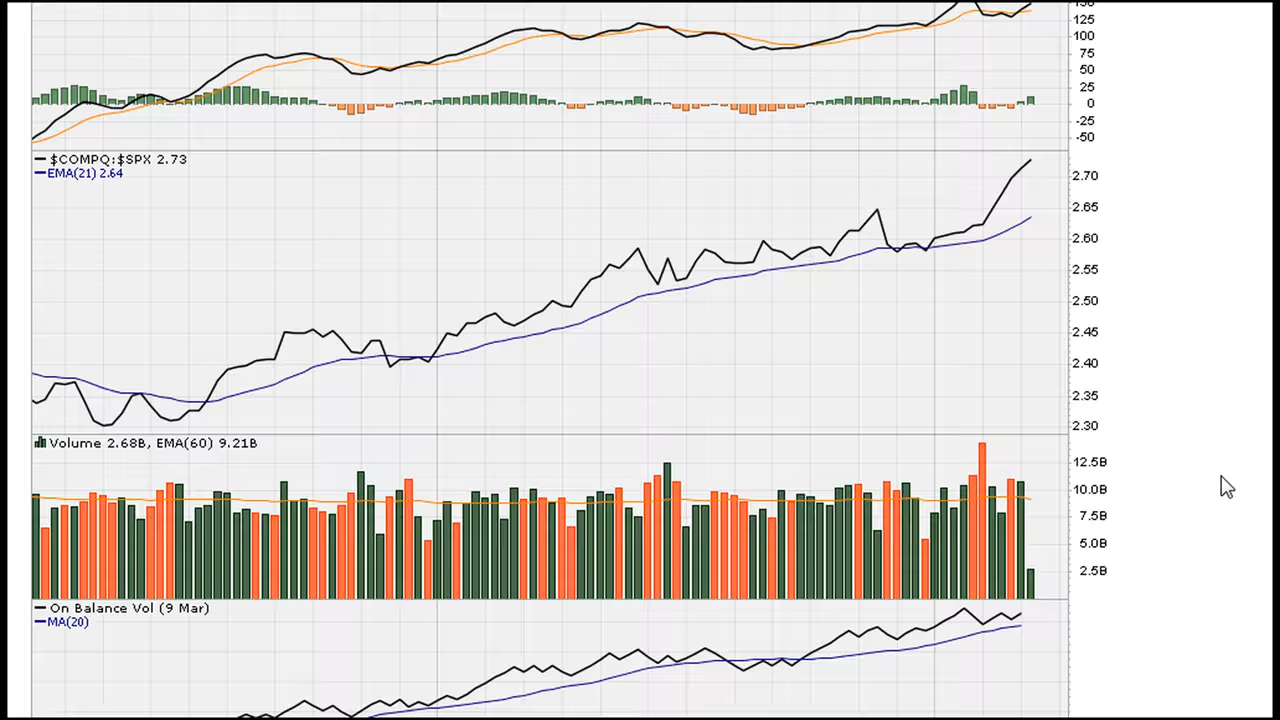 150
125
100
75
50
25
0
-25
-50
$COMPQ:$SPX 2.73
EMA(21) 2.64
2.70
2.65
2.60
2.55
2.50
2.45
2.40
2.35
2.30
Volume 2.68B, EMA(60) 9.21B
12.5B
10.0B
7.5B
5.0B
2.5B
On Balance Vol (9 Mar)
MA(20)